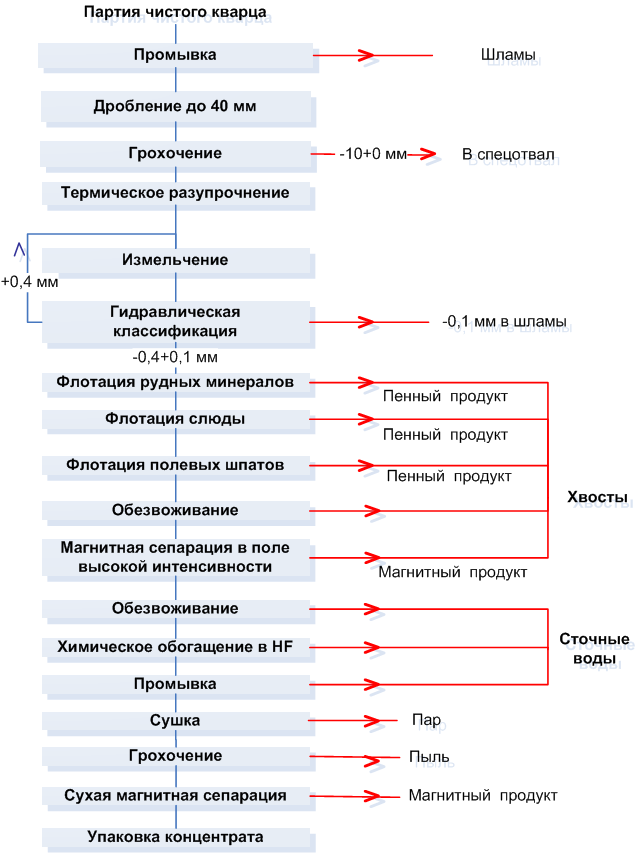 Партия чистого кварца
Промывка
Шламы
Дробление до 40 мм
Грохочение
-10+0 мм
В спецотвал
Термическое разупрочнение
Измельчение
+0,4 мм
Гидравлическая
классификация
-0,1 мм в шламы
-0,4+0,1 мм
Флотация рудных минералов
Пенный продукт
Флотация слюды
Пенный продукт
Флотация полевых шпатов
Пенный продукт
Хвосты
Обезвоживание
Магнитная сепарация в поле
высокой интенсивности
Магнитный продукт
Обезвоживание
Химическое обогащение в HF
Сточные
воды
Промывка
Сушка
Пар
Грохочение
Пыль
Сухая магнитная сепарация
Магнитный продукт
Упаковка концентрата